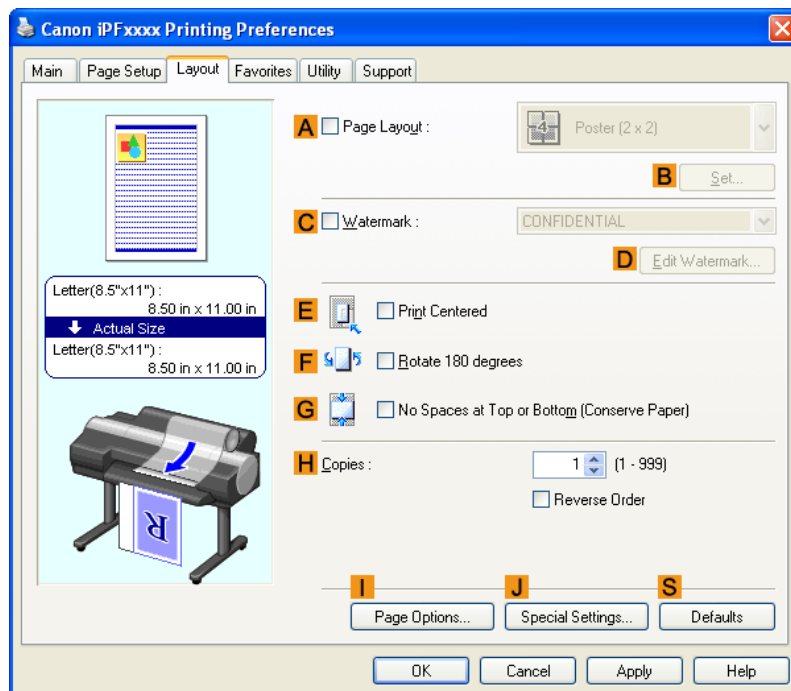 Canon iPFxxxx Printing Preferences
Main Page Setup Layout Favorites Utility Support
A Page Layout : 4 Poster (2 x 2)
B Set...
C Watermark : CONFIDENTIAL
D Edit Watermark...
Letter(8.5"x11") :
8.50 in x 11.00 in
Actual Size
Letter(8.5"x11") :
8.50 in x 11.00 in
E Print Centered
F Rotate 180 degrees
G No Spaces at Top or Bottom (Conserve Paper)
H Copies : 1 (1 - 999)
Reverse Order
R
I J S
Page Options... Special Settings... Defaults
OK Cancel Apply Help